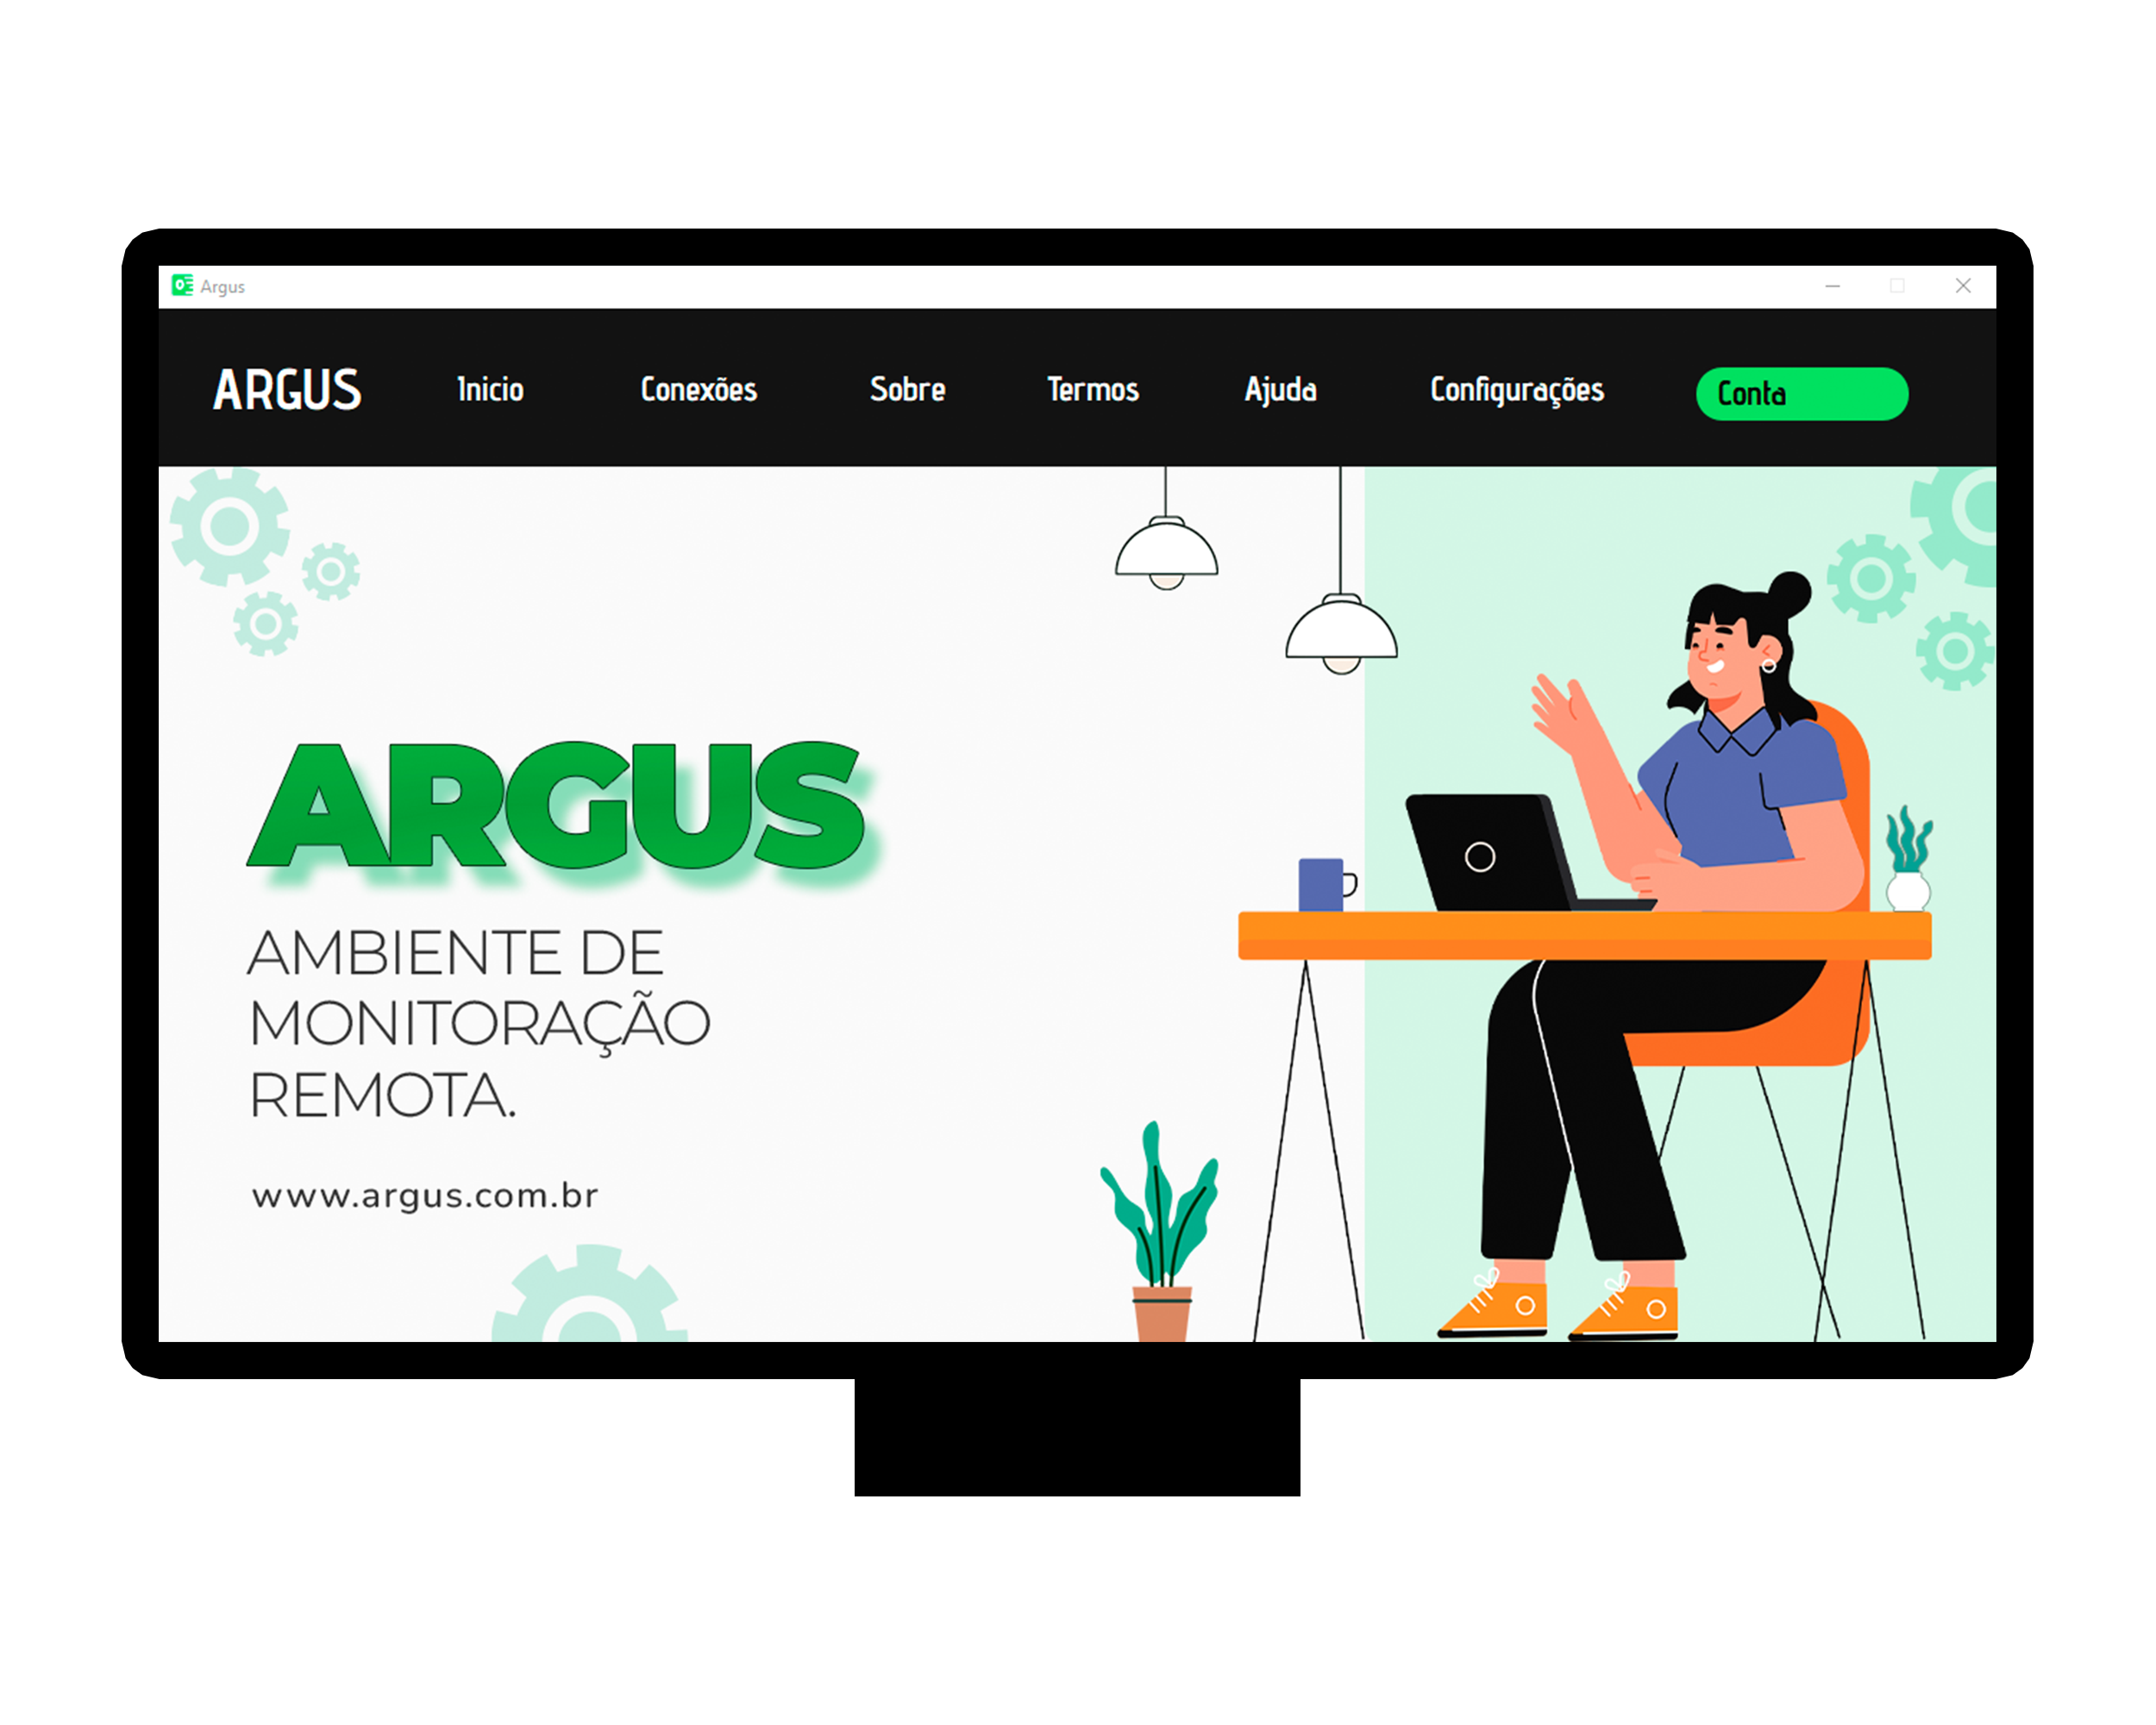 Argus
ARGUS Inicio Conexões Sobre Termos Ajuda Configurações Conta
ARGUS
AMBIENTE DE
MONITORAÇÃO
REMOTA.
www.argus.com.br